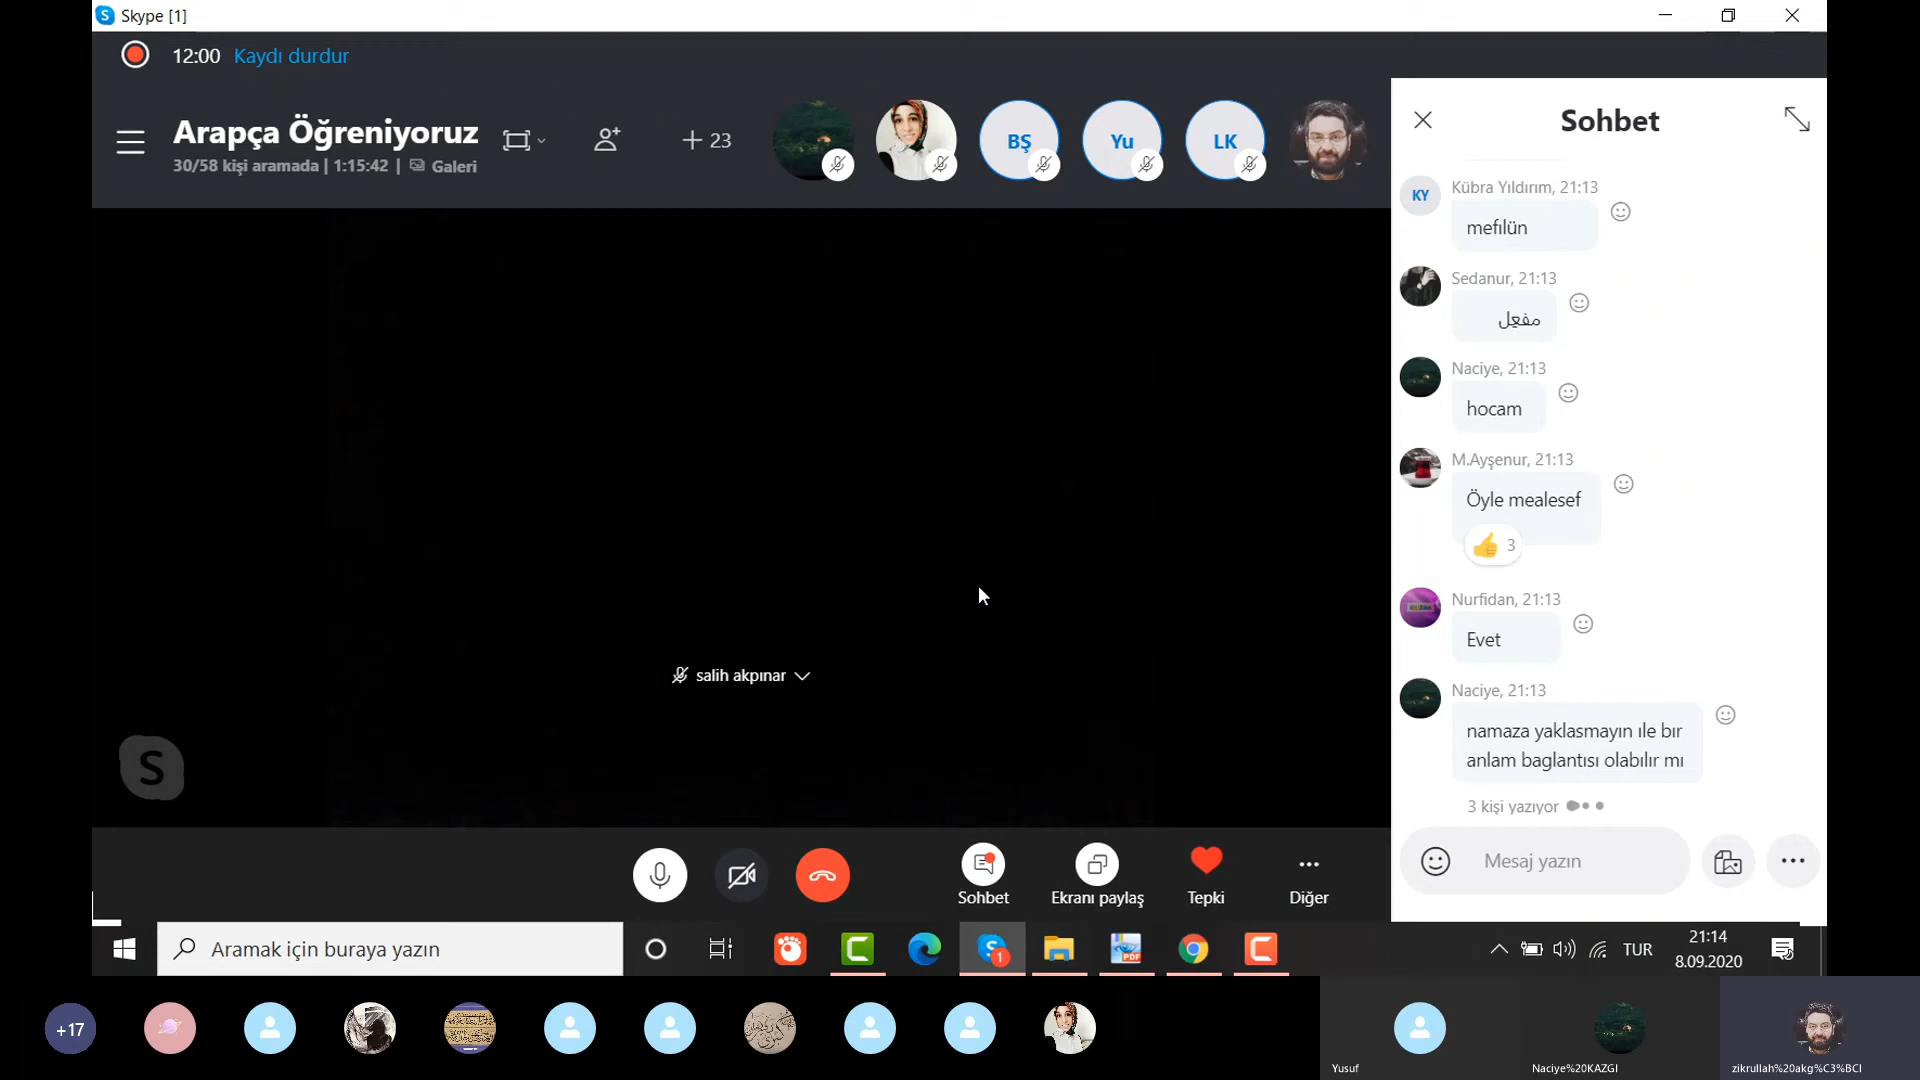 Skype [1]
12:00 Kaydı durdur
Arapça Öğreniyoruz
30/58 kişi aramada | 1:15:42 | Galeri
+ 23
BŞ
Yu
LK
Sohbet
KY
Kübra Yıldırım, 21:13
mefılün
Sedanur, 21:13
مفعِل
Naciye, 21:13
hocam
M.Ayşenur, 21:13
Öyle mealesef
3
Nurfidan, 21:13
Evet
Naciye, 21:13
namaza yaklasmayın ıle bır
anlam baglantısı olabılır mı
3 kişi yazıyor
Mesaj yazın
salih akpınar
S
Sohbet
Ekranı paylaş
Tepki
Diğer
Aramak için buraya yazın
1
PDF
TUR
21:14
8.09.2020
+17
Yusuf
Naciye%20KAZGI
zikrullah%20akg%C3%BCl